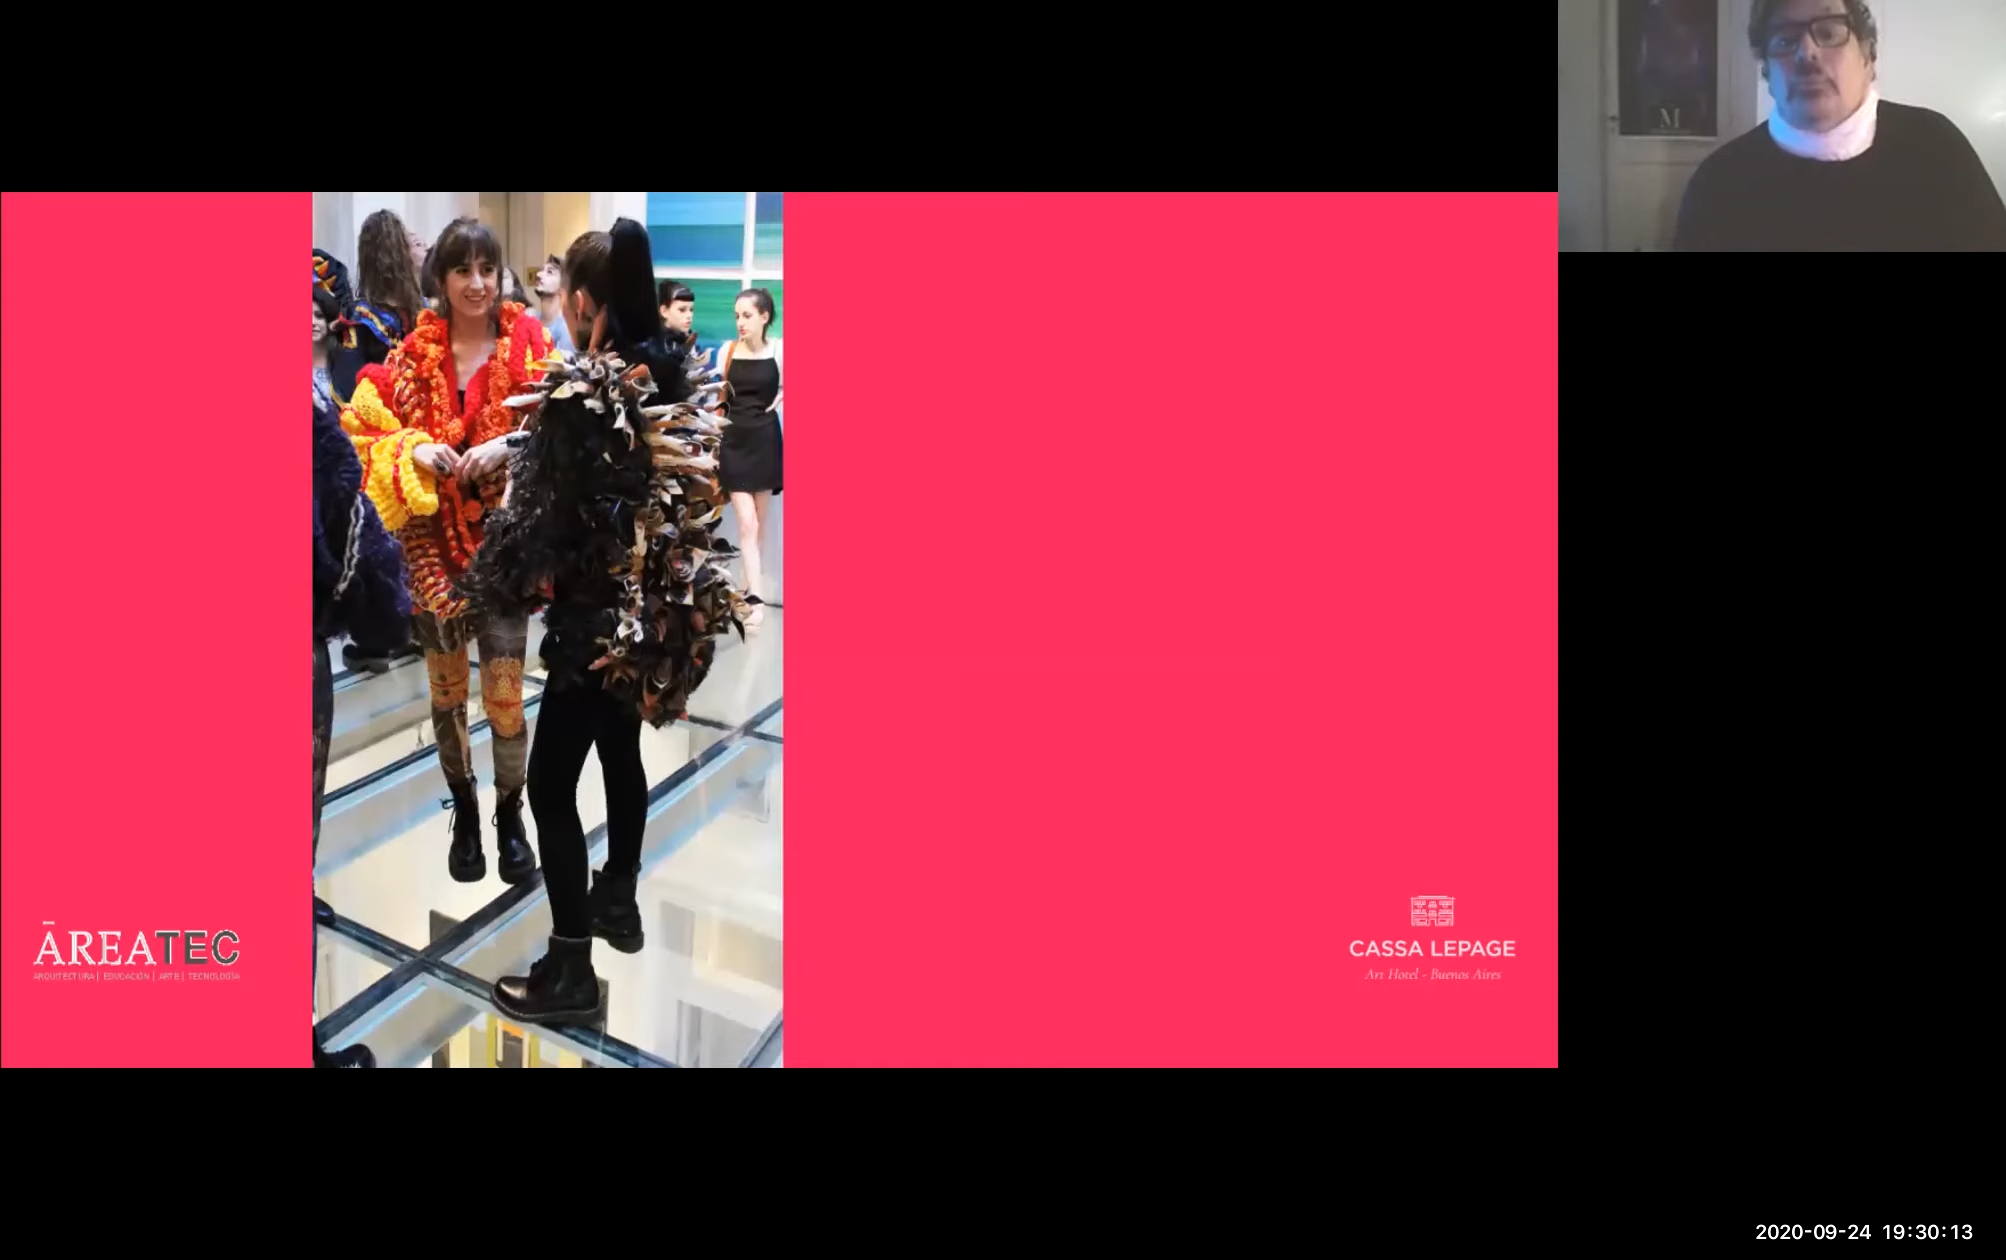 M
ĀREATEC
ARQUITECTURA | EDUCACIÓN | ARTE | TECNOLOGÍA
CASSA LEPAGE
Art Hotel - Buenos Aires
2020-09-24 19:30:13